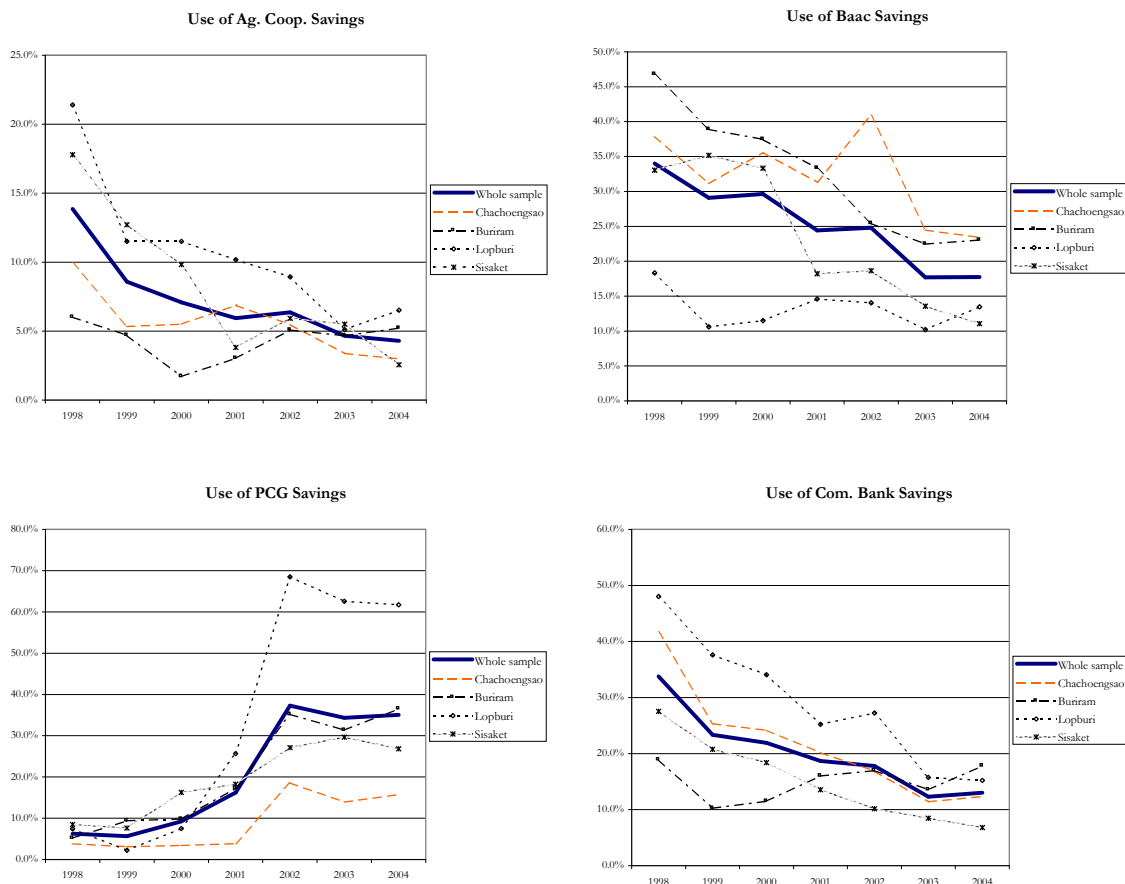 Use of Ag. Coop. Savings
25.0%
20.0%
15.0%
10.0%
5.0%
0.0%
1998 1999 2000 2001 2002 2003 2004
Whole sample
Chachoengsao
Buriram
Lopburi
Sisaket
Use of Baac Savings
50.0%
45.0%
40.0%
35.0%
30.0%
25.0%
20.0%
15.0%
10.0%
5.0%
0.0%
1998 1999 2000 2001 2002 2003 2004
Whole sample
Chachoengsao
Buriram
Lopburi
Sisaket
Use of PCG Savings
80.0%
70.0%
60.0%
50.0%
40.0%
30.0%
20.0%
10.0%
0.0%
1998 1999 2000 2001 2002 2003 2004
Whole sample
Chachoengsao
Buriram
Lopburi
Sisaket
Use of Com. Bank Savings
60.0%
50.0%
40.0%
30.0%
20.0%
10.0%
0.0%
1998 1999 2000 2001 2002 2003 2004
Whole sample
Chachoengsao
Buriram
Lopburi
Sisaket